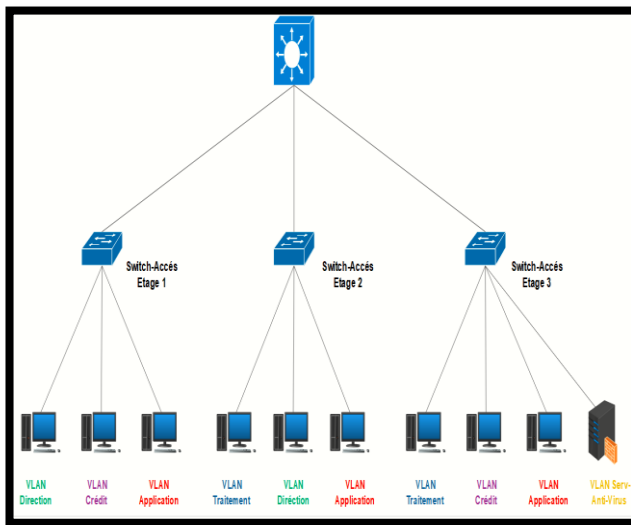 Switch-Accés
Etage 1
Switch-Accés
Etage 2
Switch-Accés
Etage 3
VLAN
Direction
VLAN
Crédit
VLAN
Application
VLAN
Traitement
VLAN
Diréction
VLAN
Application
VLAN
Traitement
VLAN
Crédit
VLAN
Application
VLAN Serv-
Anti-Virus